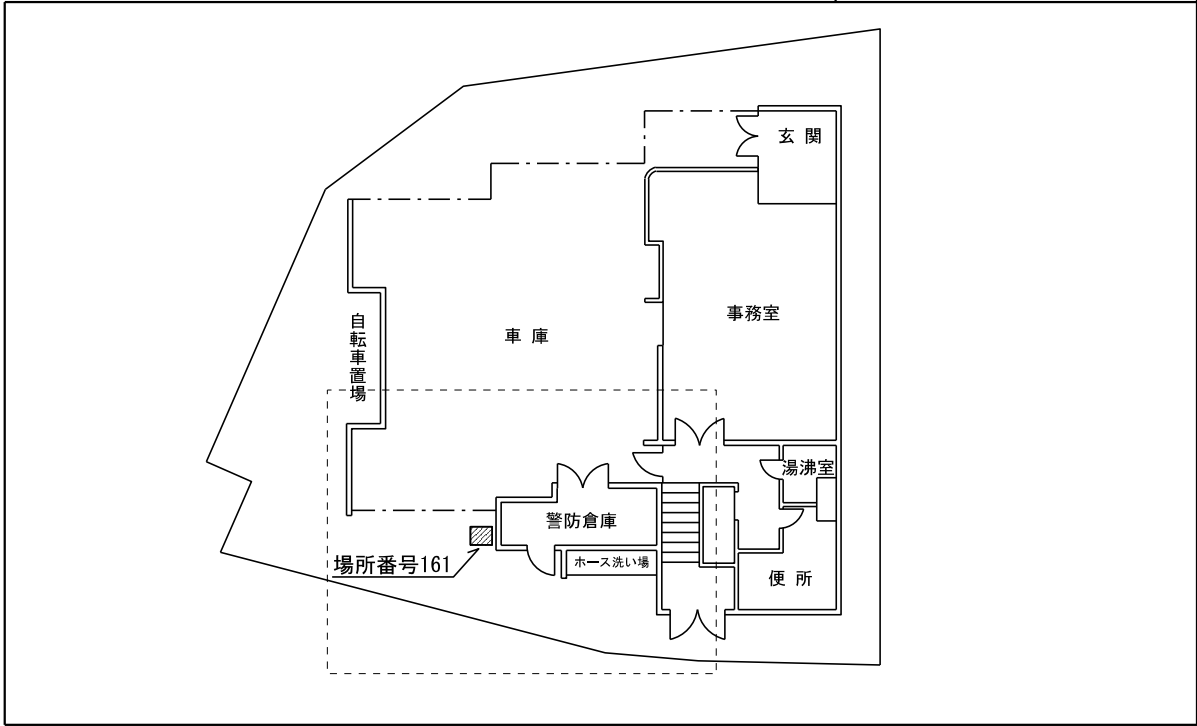 玄 関
事務室
車 庫
自転車置場
湯沸室
警防倉庫
ホース洗い場
場所番号161
便 所